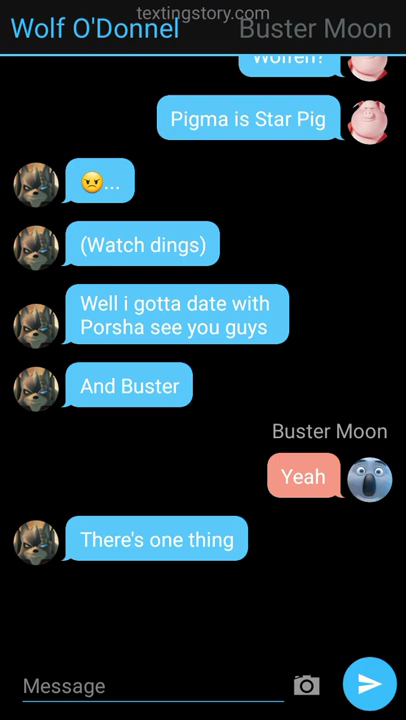 textingstory.com
Wolf O'Donnel
Buster Moon
Wolfen?
Pigma is Star Pig
😠...
(Watch dings)
Well i gotta date with
Porsha see you guys
And Buster
Buster Moon
Yeah
There's one thing
Message